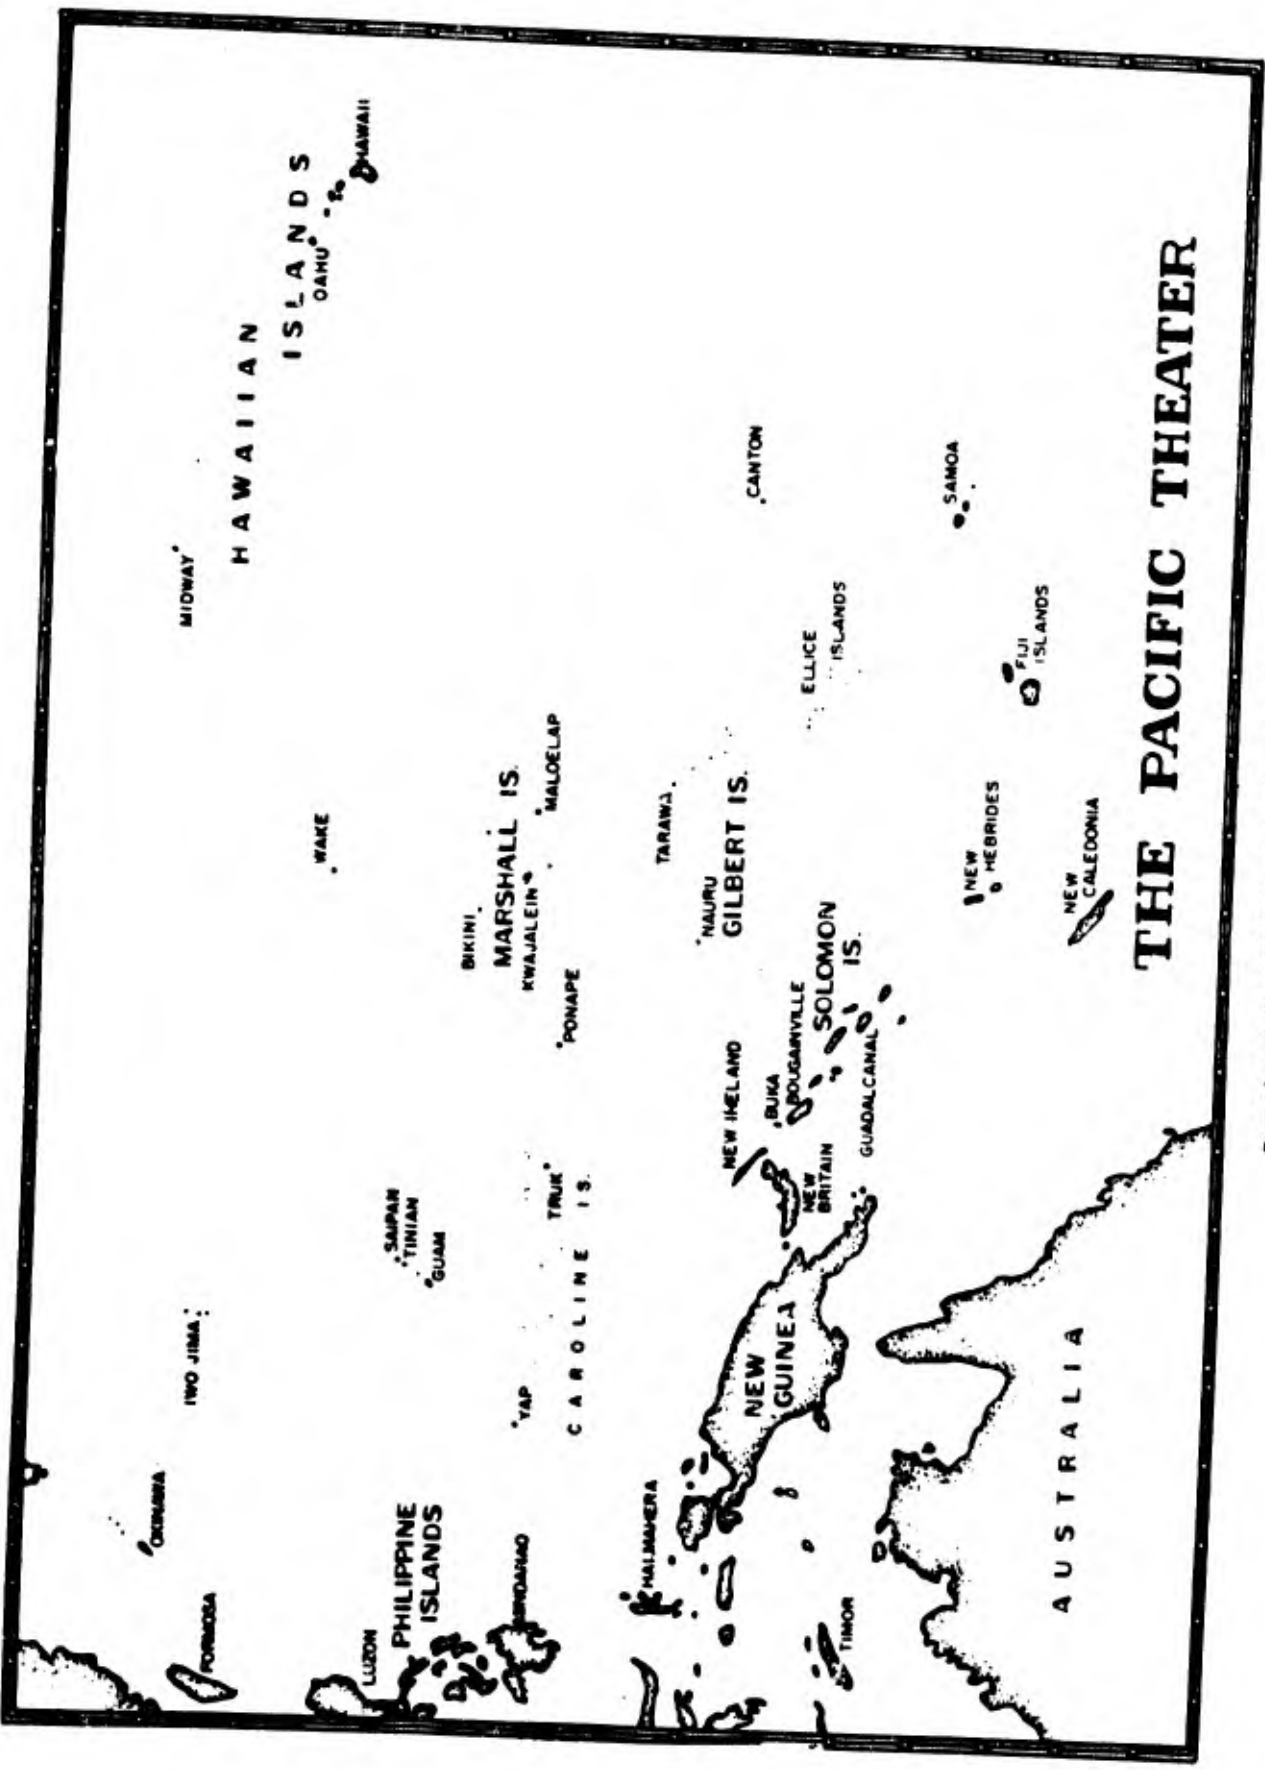 MIDWAY
HAWAIIAN
ISLANDS
OAHU
HAWAII
OKINAWA
IWO JIMA
FORMOSA
WAKE
LUZON
PHILIPPINE
ISLANDS
MINDANAO
SAIPAN
TINIAN
GUAM
BIKINI
MARSHALL IS.
KWAJALEIN
MALOELAP
YAP
TRUK
PONAPE
CAROLINE IS.
HALMAHERA
TARAWA
NAURU
GILBERT IS.
CANTON
NEW IRELAND
BUKA
BOUGAINVILLE
SOLOMON
IS.
ELLICE
ISLANDS
NEW
GUINEA
NEW
BRITAIN
GUADALCANAL
TIMOR
SAMOA
NEW
HEBRIDES
FIJI
ISLANDS
NEW
CALEDONIA
AUSTRALIA
THE PACIFIC THEATER